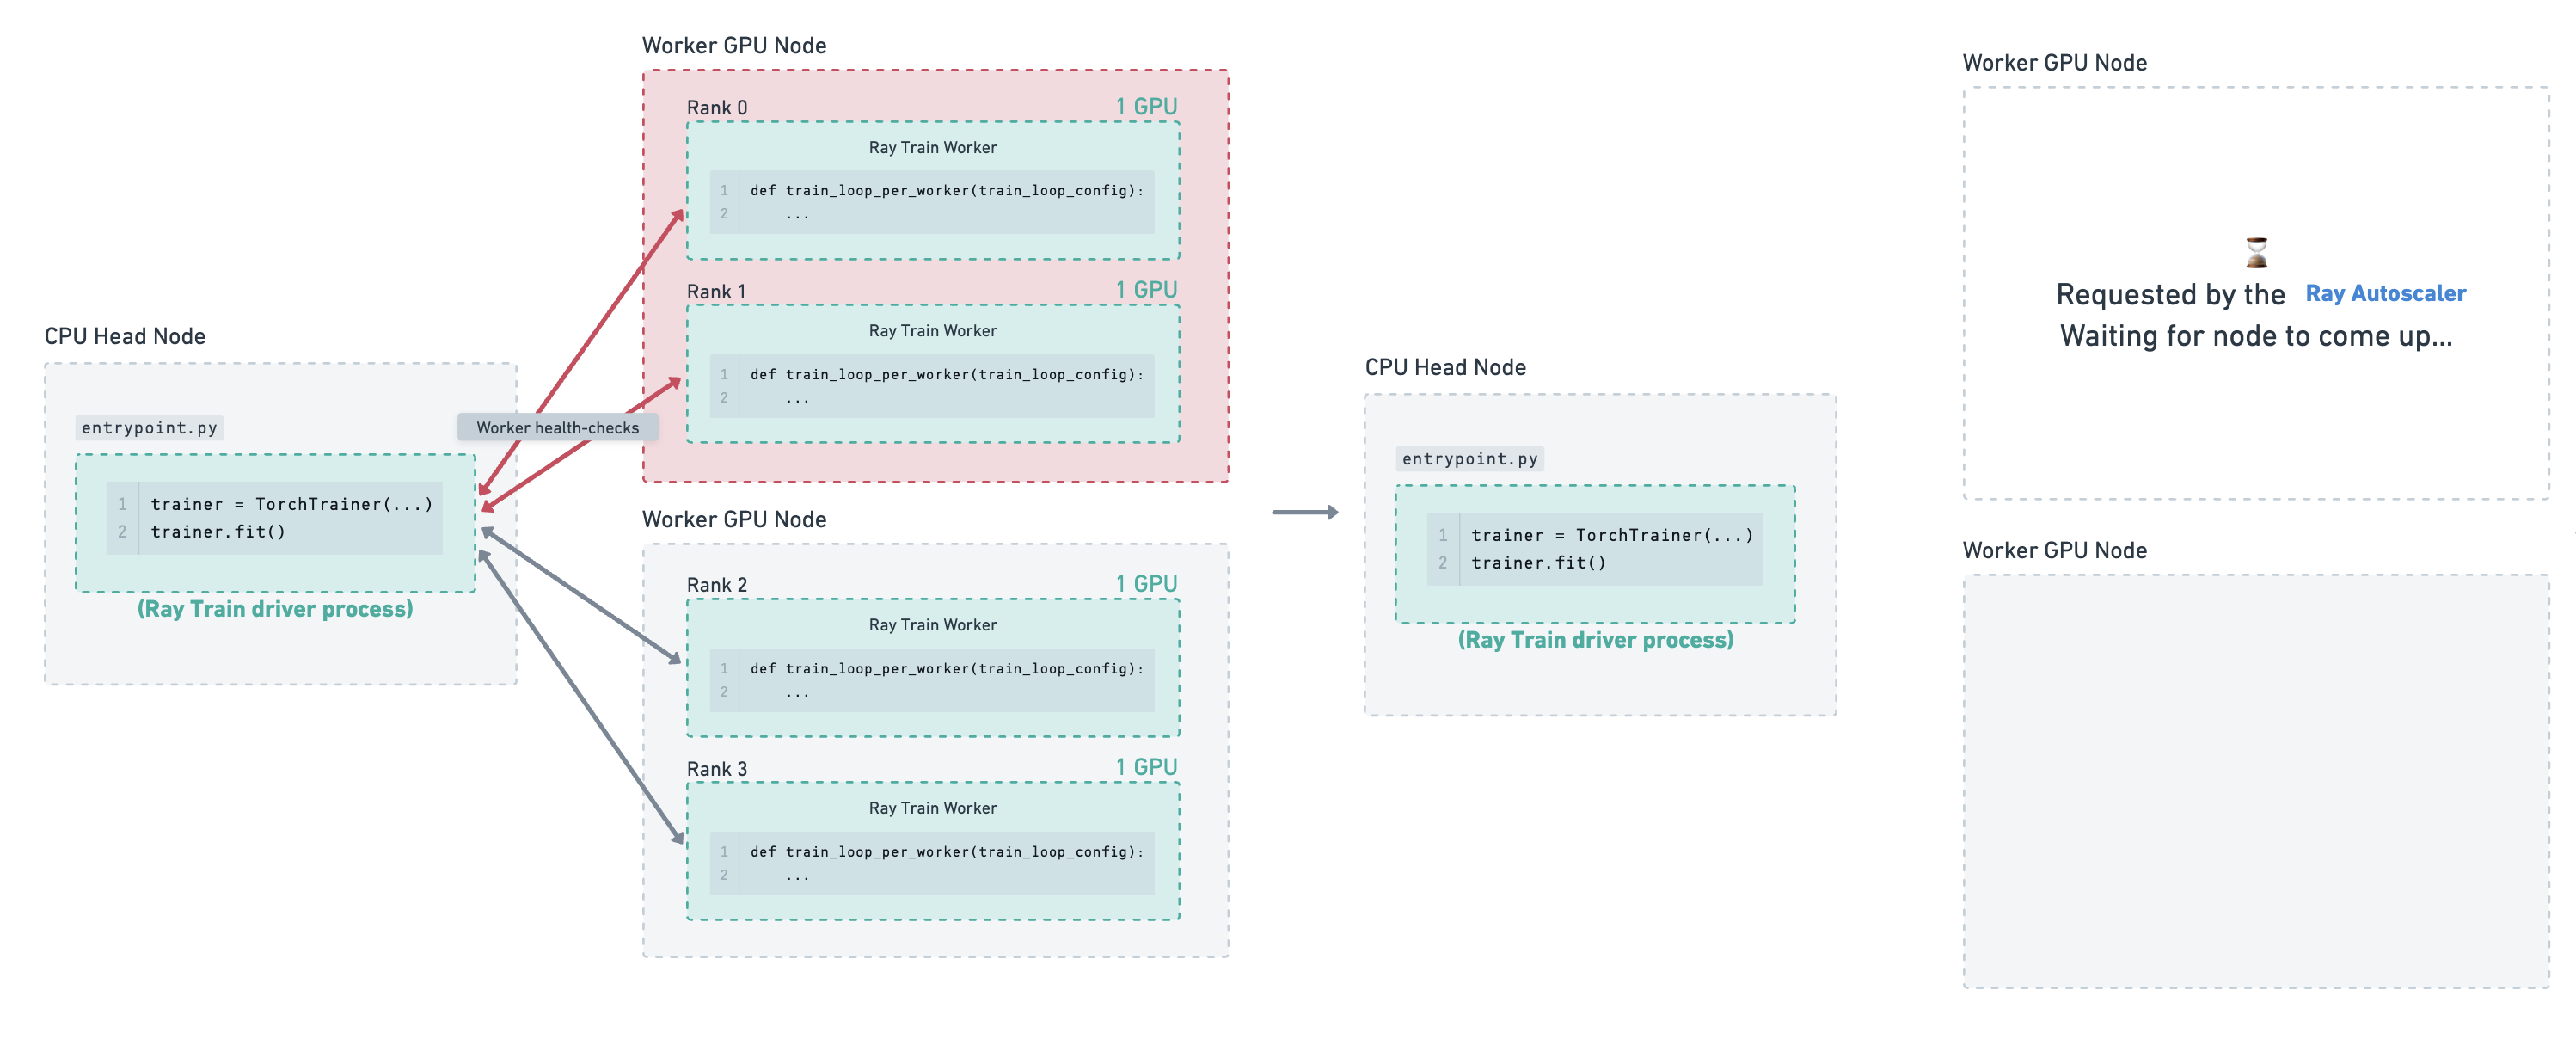 CPU Head Node
entrypoint.py
1 trainer = TorchTrainer(...)
2 trainer.fit()
(Ray Train driver process)
Worker health-checks
Worker GPU Node
Rank 0 1 GPU
Ray Train Worker
1 def train_loop_per_worker(train_loop_config):
2 ...
Rank 1 1 GPU
Ray Train Worker
1 def train_loop_per_worker(train_loop_config):
2 ...
Worker GPU Node
Rank 2 1 GPU
Ray Train Worker
1 def train_loop_per_worker(train_loop_config):
2 ...
Rank 3 1 GPU
Ray Train Worker
1 def train_loop_per_worker(train_loop_config):
2 ...
CPU Head Node
entrypoint.py
1 trainer = TorchTrainer(...)
2 trainer.fit()
(Ray Train driver process)
Worker GPU Node
Requested by the Ray Autoscaler
Waiting for node to come up...
Worker GPU Node